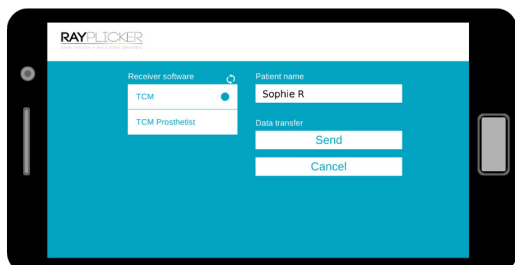 RAYPLICKER
Receiver software
TCM
TCM Prosthetist
Patient name
Sophie R
Data transfer
Send
Cancel